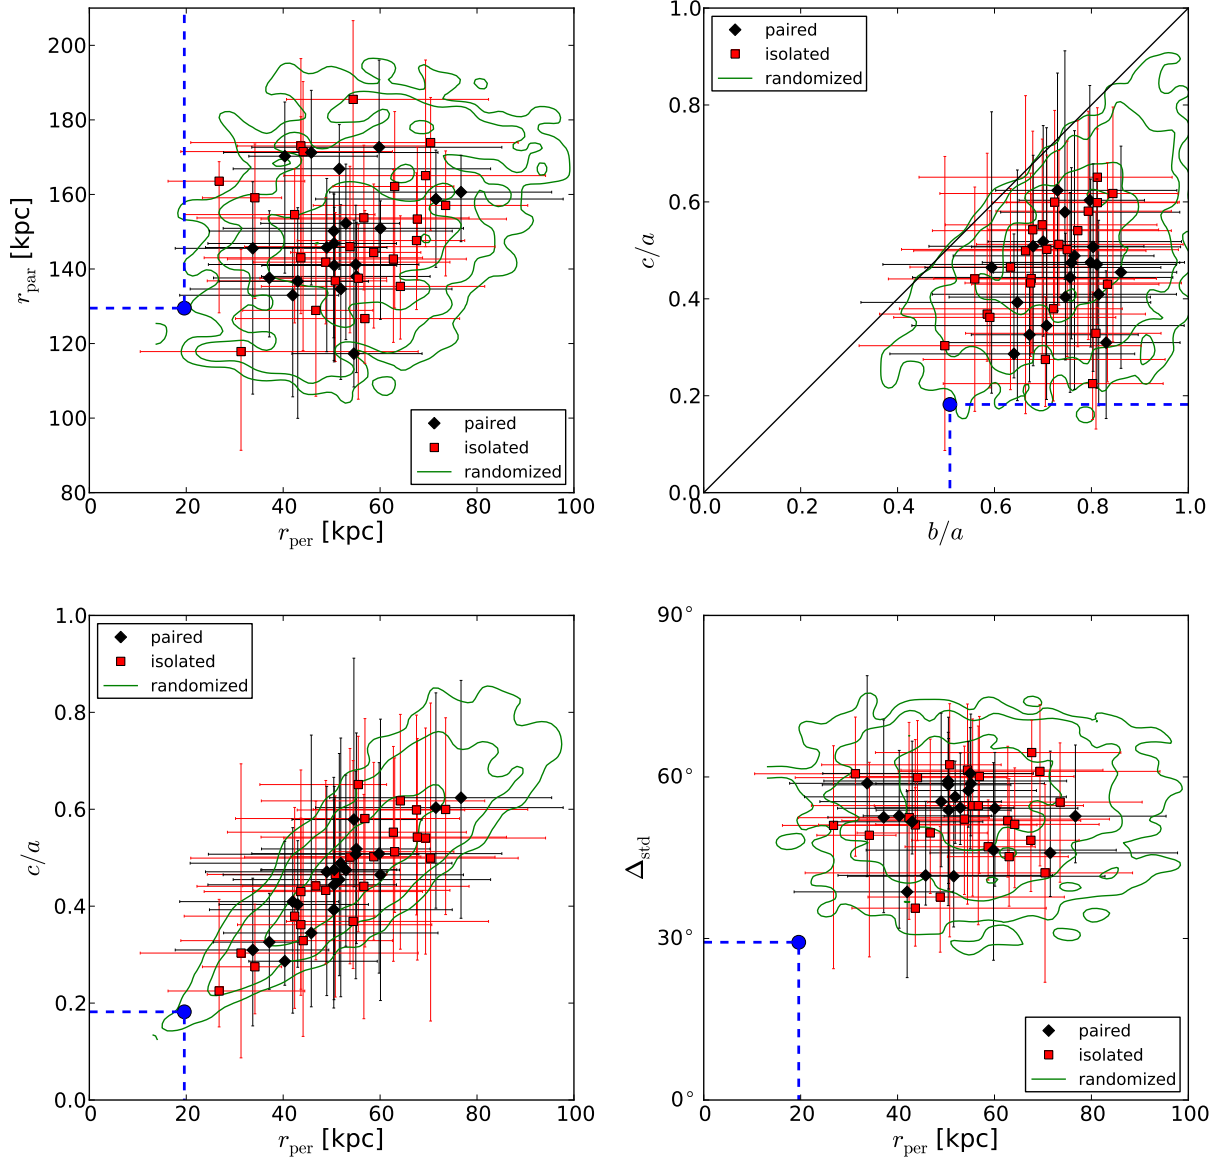 200
180
160
140
120
100
80
r_par [kpc]
paired
isolated
randomized
0 20 40 60 80 100
r_per [kpc]
1.0
0.8
0.6
0.4
0.2
0.0
c/a
paired
isolated
randomized
0.0 0.2 0.4 0.6 0.8 1.0
b/a
1.0
0.8
0.6
0.4
0.2
0.0
c/a
paired
isolated
randomized
0 20 40 60 80 100
r_per [kpc]
90°
60°
30°
0°
Δ_std
paired
isolated
randomized
0 20 40 60 80 100
r_per [kpc]